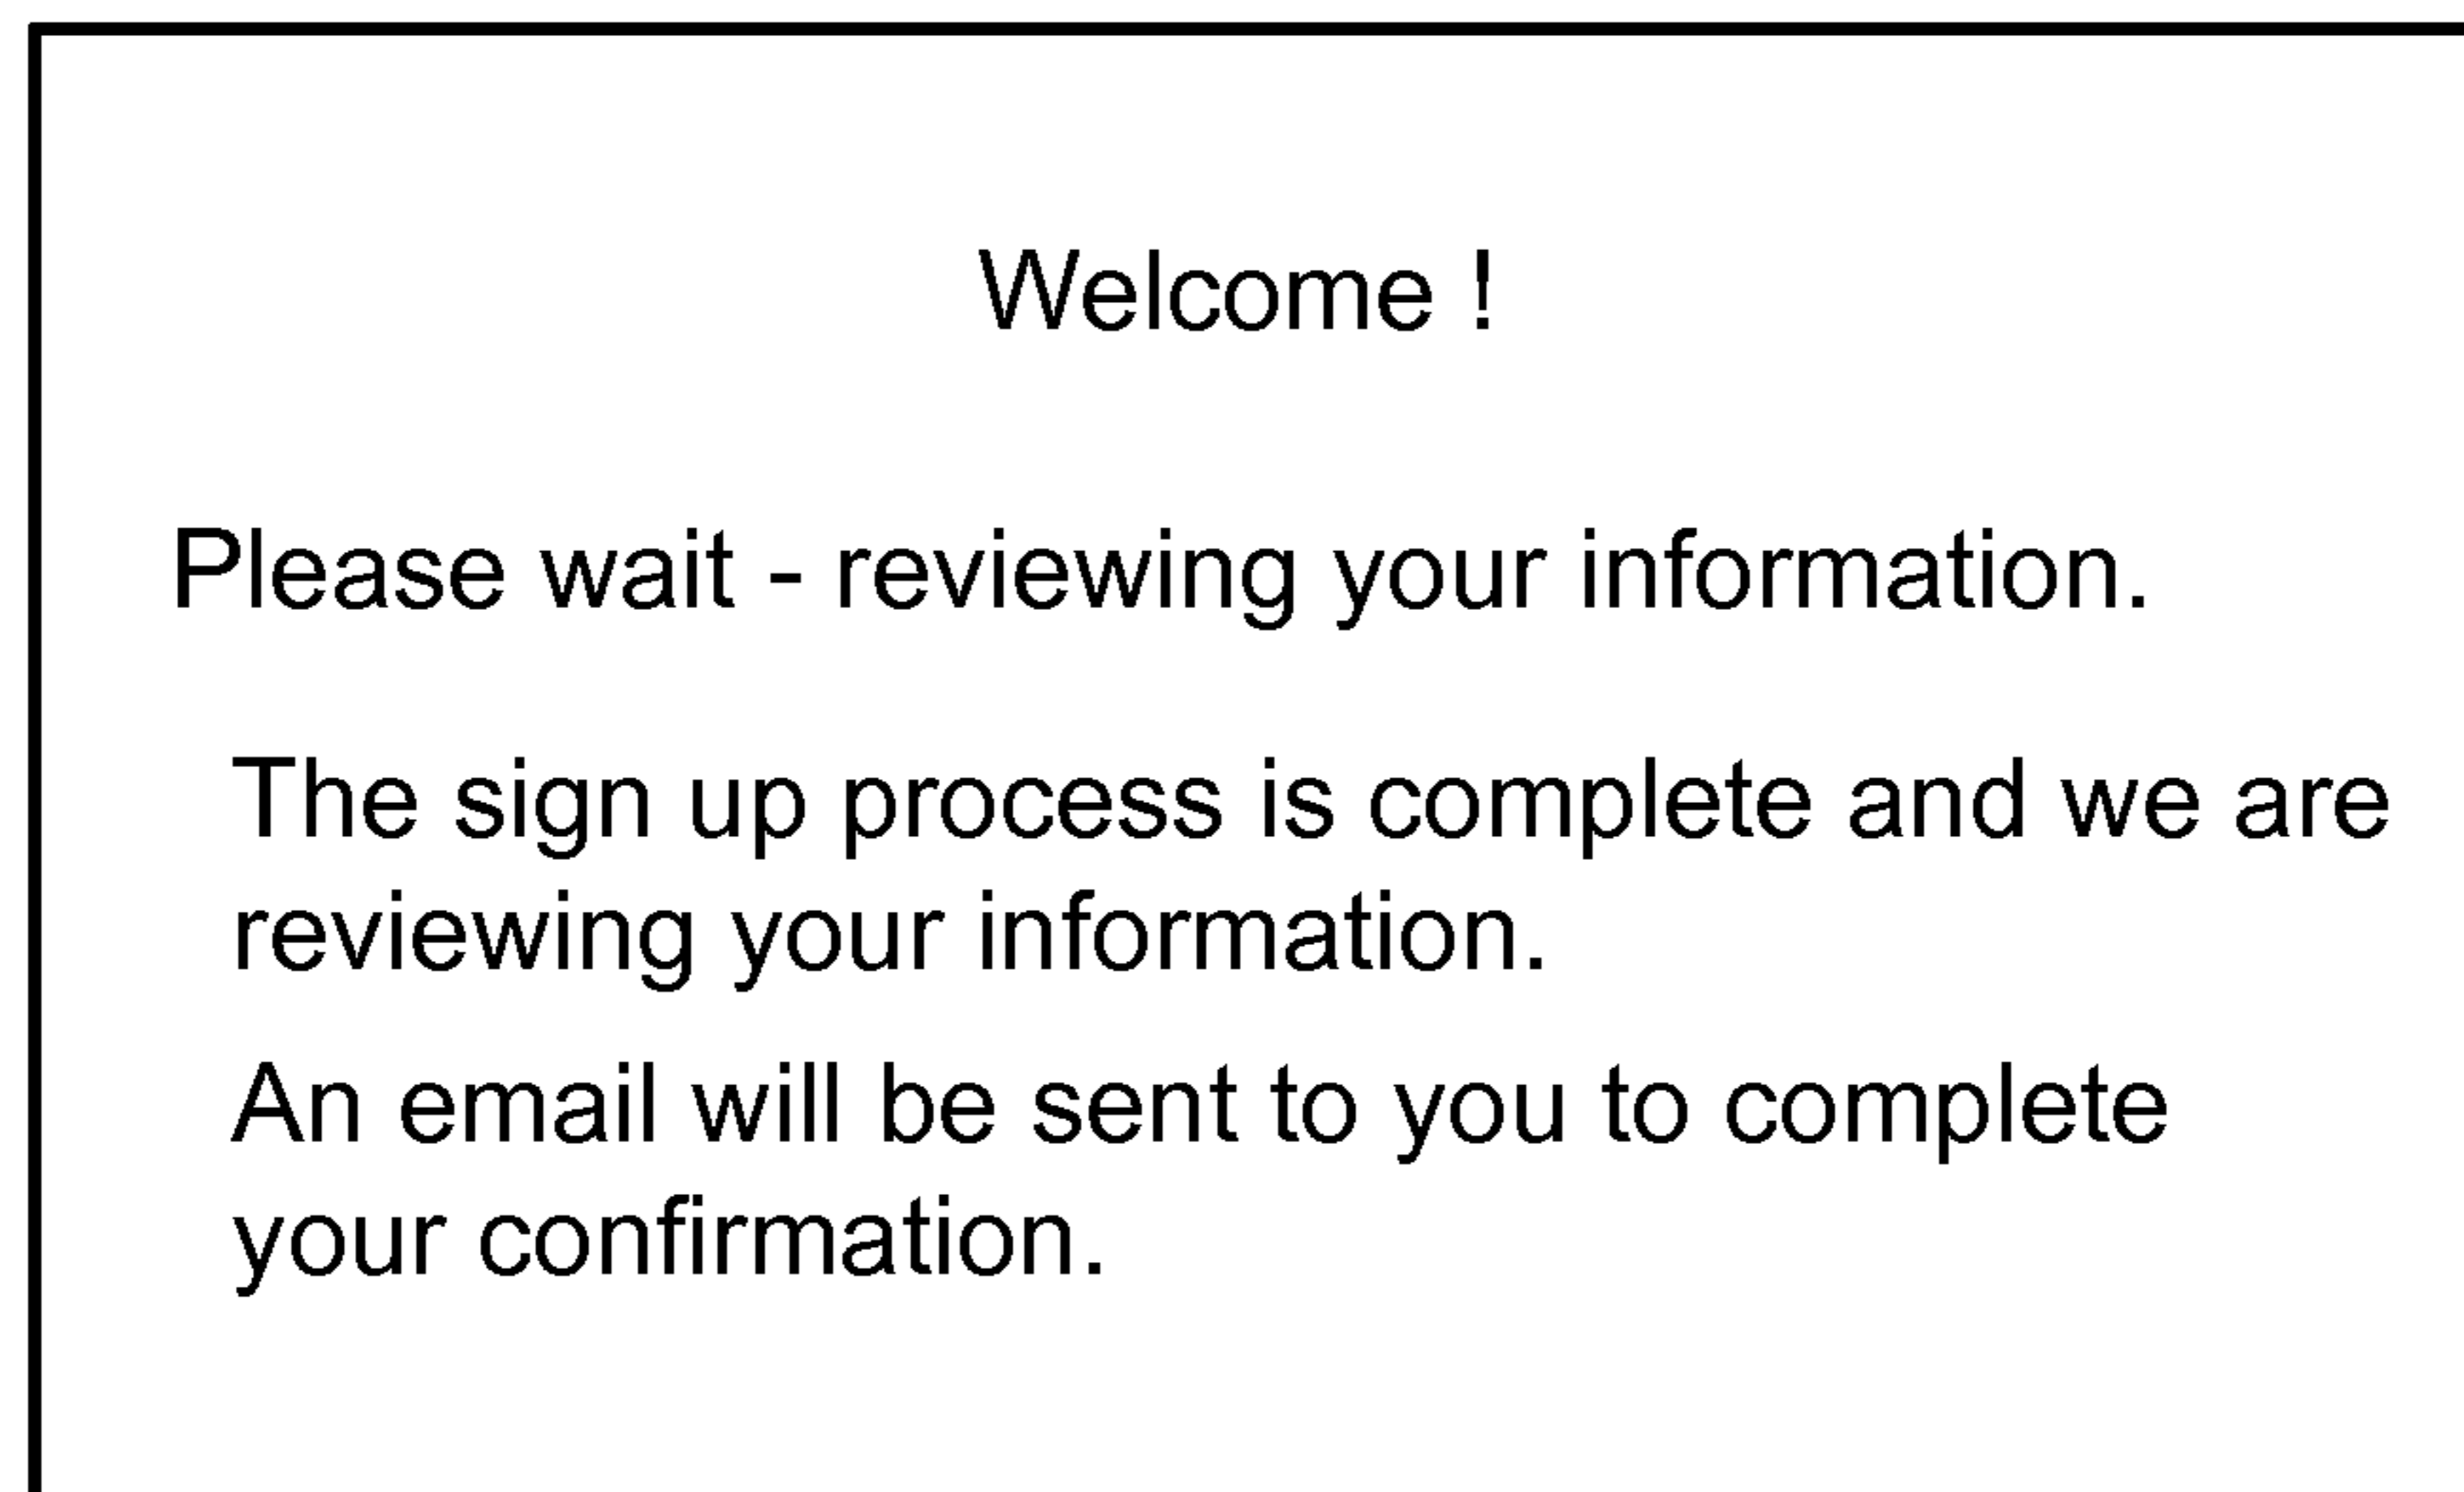 Welcome !
Please wait - reviewing your information.
The sign up process is complete and we are
reviewing your information.
An email will be sent to you to complete
your confirmation.